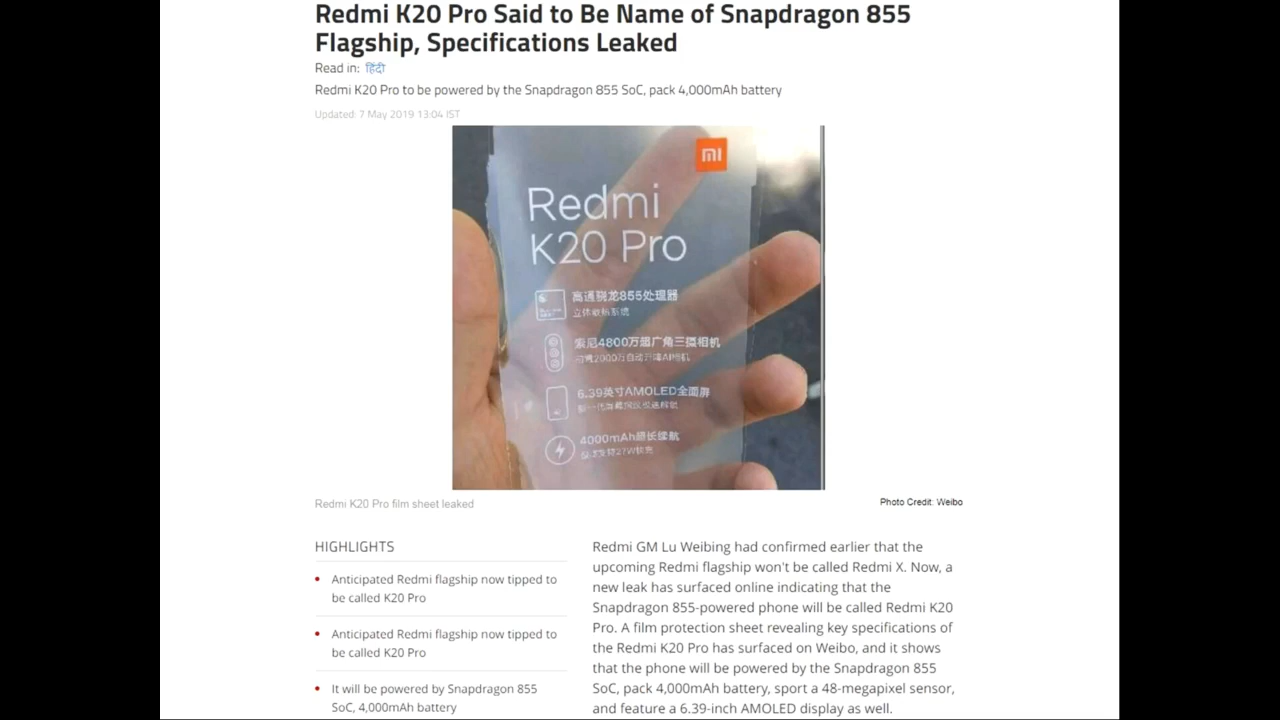 Redmi K20 Pro Said to Be Name of Snapdragon 855
Flagship, Specifications Leaked
Read in: हिंदी
Redmi K20 Pro to be powered by the Snapdragon 855 SoC, pack 4,000mAh battery
Updated: 7 May 2019 13:04 IST
Redmi
K20 Pro
高通骁龙855处理器
索尼4800万超广角三摄相机
6.39英寸AMOLED全面屏
4000mAh超长续航
Redmi K20 Pro film sheet leaked
Photo Credit: Weibo
HIGHLIGHTS
Anticipated Redmi flagship now tipped to
be called K20 Pro
Anticipated Redmi flagship now tipped to
be called K20 Pro
It will be powered by Snapdragon 855
SoC, 4,000mAh battery
Redmi GM Lu Weibing had confirmed earlier that the
upcoming Redmi flagship won't be called Redmi X. Now, a
new leak has surfaced online indicating that the
Snapdragon 855-powered phone will be called Redmi K20
Pro. A film protection sheet revealing key specifications of
the Redmi K20 Pro has surfaced on Weibo, and it shows
that the phone will be powered by the Snapdragon 855
SoC, pack 4,000mAh battery, sport a 48-megapixel sensor,
and feature a 6.39-inch AMOLED display as well.